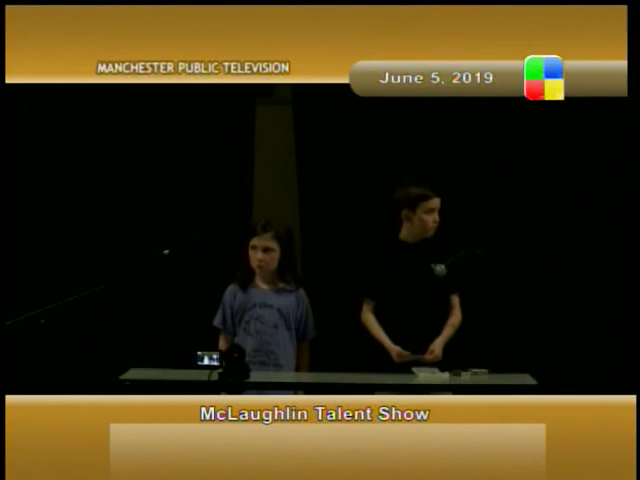 MANCHESTER PUBLIC TELEVISION
June 5, 2019
McLaughlin Talent Show